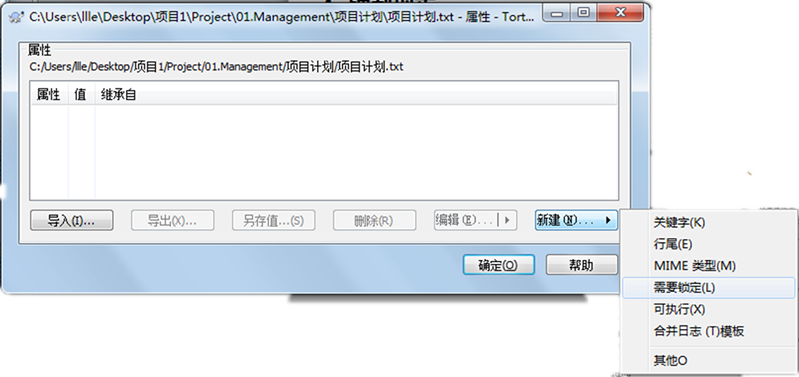 C:\Users\llle\Desktop\项目1\Project\01.Management\项目计划\项目计划.txt - 属性 - Tort...
属性
C:/Users/llle/Desktop/项目1/Project/01.Management/项目计划/项目计划.txt
属性 值 继承自
导入(I)... 导出(X)... 另存值...(S) 删除(R) 编辑(E)... 新建(N)...
确定(O) 帮助
关键字(K)
行尾(E)
MIME 类型(M)
需要锁定(L)
可执行(X)
合并日志 (T)模板
其他O